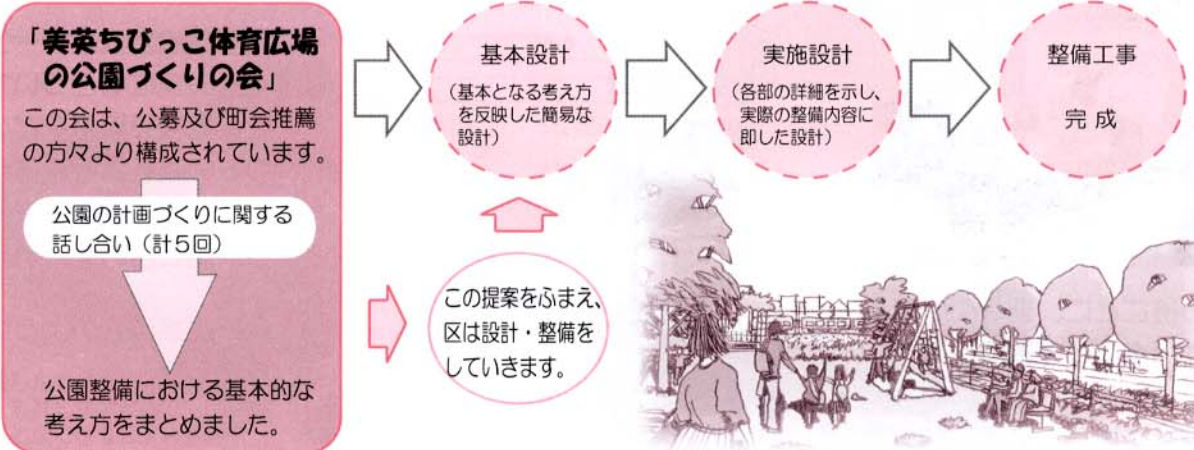 「美英ちびっこ体育広場
の公園づくりの会」
この会は、公募及び町会推薦
の方々より構成されています。
公園の計画づくりに関する
話し合い（計５回）
公園整備における基本的な
考え方をまとめました。
基本設計
（基本となる考え方
を反映した簡易な
設計）
この提案をふまえ、
区は設計・整備を
していきます。
実施設計
（各部の詳細を示し、
実際の整備内容に
即した設計）
整備工事
完 成